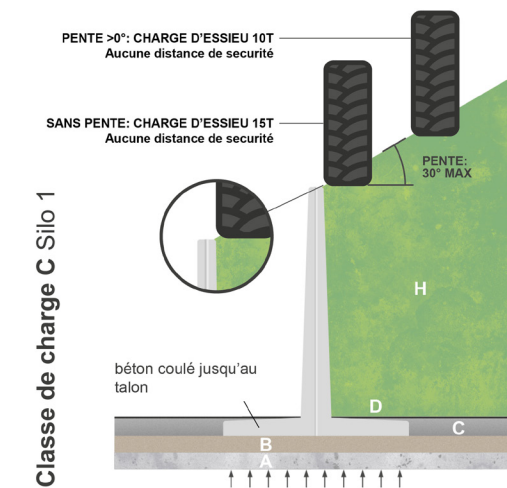 PENTE >0°: CHARGE D'ESSIEU 10T
Aucune distance de securité
SANS PENTE: CHARGE D'ESSIEU 15T
Aucune distance de securité
PENTE:
30° MAX
Classe de charge C Silo 1
H
béton coulé jusqu'au
talon
D
C
B
A